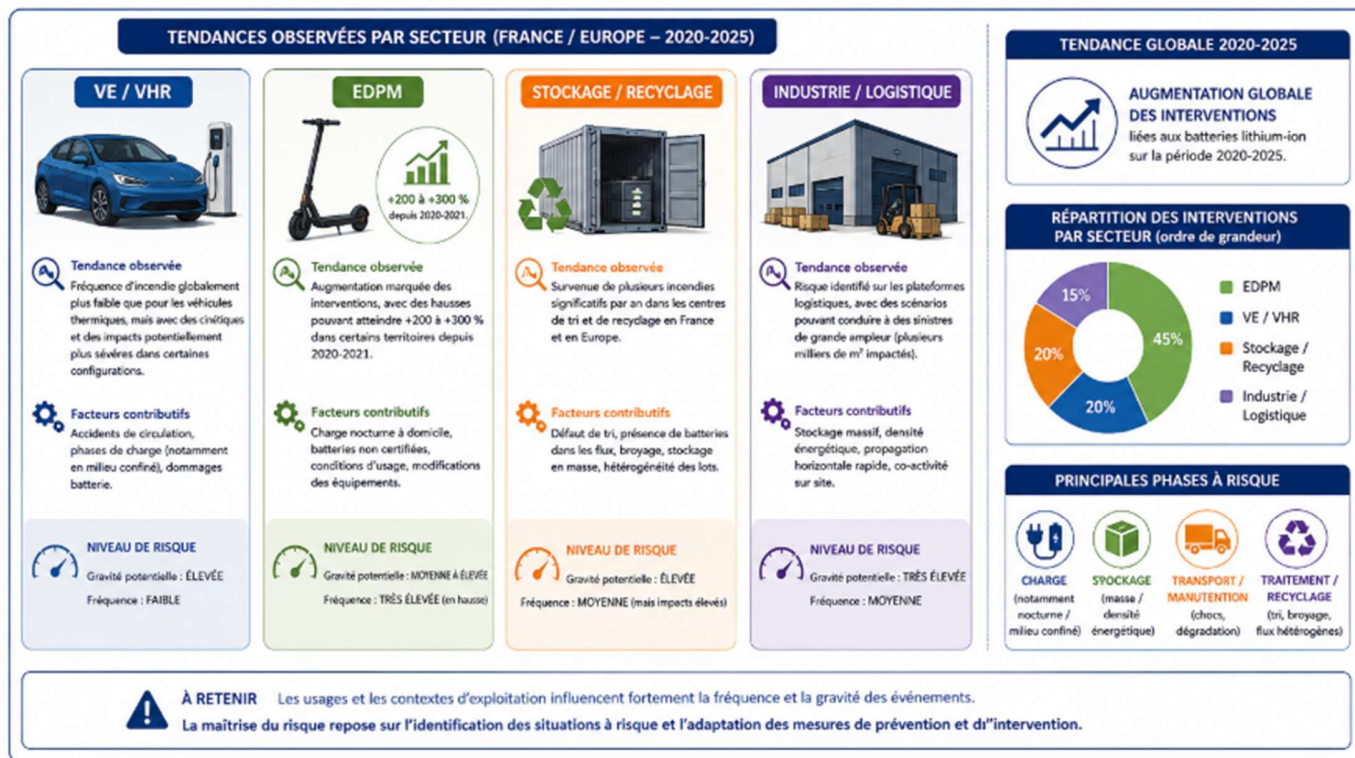 TENDANCES OBSERVÉES PAR SECTEUR (FRANCE / EUROPE – 2020-2025)
VE / VHR
Tendance observée
Fréquence d'incendie globalement
plus faible que pour les véhicules
thermiques, mais avec des cinétiques
et des impacts potentiellement
plus sévéres dans certaines
configurations.
Facteurs contributifs
Accidents de circulation,
phases de charge (notamment
en milieu confiné), dommages
batterie.
NIVEAU DE RISQUE
Gravité potentielle : ÉLEVÉE
Fréquence : FAIBLE
EDPM
+200 à +300 %
depuis 2020-2021.
Tendance observée
Augmentation marquée des
interventions, avec des hausses
pouvant atteindre +200 à +300 %
dans certains territoires depuis
2020-2021.
Facteurs contributifs
Charge nocturne à domicile,
batteries non certifiées,
conditions d'usage, modifications
des équipements.
NIVEAU DE RISQUE
Gravité potentielle : MOYENNE À ÉLEVÉE
Fréquence : TRÈS ÉLEVÉE (en hausse)
STOCKAGE / RECYCLAGE
Tendance observée
Survenue de plusieurs incendies
significatifs par an dans les centres
de tri et de recyclage en France
et en Europe.
Facteurs contributifs
Défaut de tri, présence de batteries
dans les flux, broyage, stockage
en masse, hétérogénéité des lots.
NIVEAU DE RISQUE
Gravité potentielle : ÉLEVÉE
Fréquence : MOYENNE (mais impacts élevés)
INDUSTRIE / LOGISTIQUE
Tendance observée
Risque identifié sur les plateformes
logistiques, avec des scénarios
pouvant conduire à des sinistres
de grande ampleur (plusieurs
milliers de m² impactés).
Facteurs contributifs
Stockage massif, densité
énergétique, propagation
horizontale rapide, co-activité
sur site.
NIVEAU DE RISQUE
Gravité potentielle : TRÈS ÉLEVÉE
Fréquence : MOYENNE
TENDANCE GLOBALE 2020-2025
AUGMENTATION GLOBALE
DES INTERVENTIONS
liées aux batteries lithium-ion
sur la période 2020-2025.
RÉPARTITION DES INTERVENTIONS
PAR SECTEUR (ordre de grandeur)
15%
45%
20%
20%
EDPM
VE / VHR
Stockage /
Recyclage
Industrie /
Logistique
PRINCIPALES PHASES À RISQUE
CHARGE
(notamment
nocturne /
milieu confiné)
STOCKAGE
(masse /
densité
énergétique)
TRANSPORT /
MANUTENTION
(chocs,
dégradation)
TRAITEMENT /
RECYCLAGE
(tri, broyage,
flux hétérogènes)
À RETENIR Les usages et les contextes d'exploitation influencent fortement la fréquence et la gravité des événements.
La maîtrise du risque repose sur l'identification des situations à risque et l'adaptation des mesures de prévention et dı"intervention.